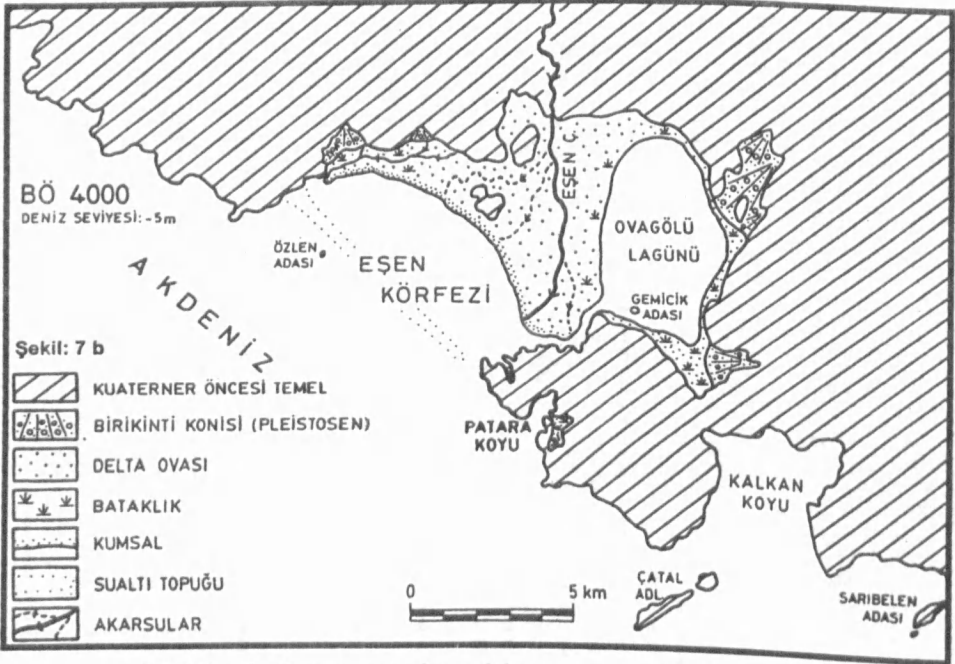 BÖ 4000
DENİZ SEVİYESİ: -5m
AKDENİZ
ÖZLEN
ADASI
EŞEN
KÖRFEZİ
EŞEN Ç.
OVAGÖLÜ
LAGÜNÜ
GEMİCİK
ADASI
PATARA
KOYU
KALKAN
KOYU
ÇATAL
ADL.
SARIBELEN
ADASI
Şekil: 7 b
KUATERNER ÖNCESİ TEMEL
BİRİKİNTİ KONİSİ (PLEİSTOSEN)
DELTA OVASI
BATAKLIK
KUMSAL
SUALTI TOPUĞU
AKARSULAR
0 5 km